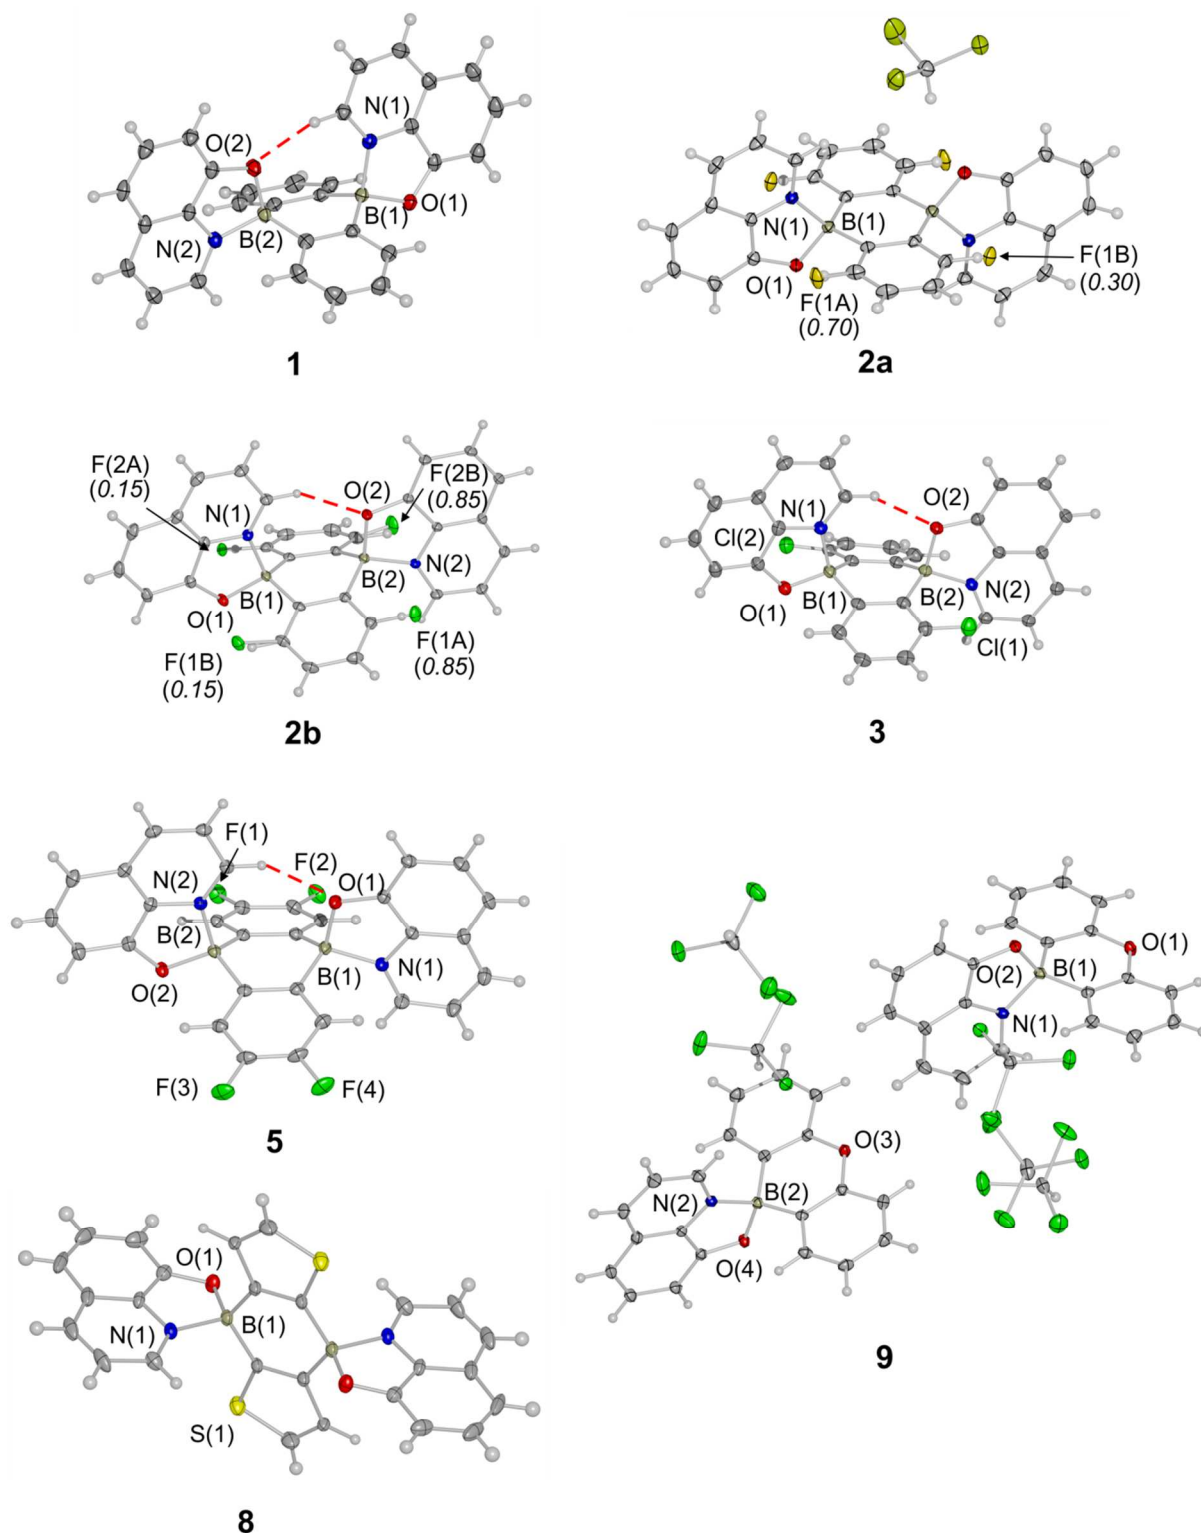 O(2)
N(1)
B(1)
O(1)
N(2)
B(2)
1
N(1)
B(1)
O(1)
F(1A)
(0.70)
F(1B)
(0.30)
2a
F(2A)
(0.15)
N(1)
O(2)
F(2B)
(0.85)
O(1)
B(1)
B(2)
N(2)
F(1B)
(0.15)
F(1A)
(0.85)
2b
N(1)
O(2)
Cl(2)
O(1)
B(1)
B(2)
N(2)
Cl(1)
3
F(1)
N(2)
F(2)
O(1)
B(2)
O(2)
B(1)
N(1)
F(3)
F(4)
5
O(1)
O(2)
B(1)
N(1)
O(3)
N(2)
B(2)
O(4)
9
O(1)
N(1)
B(1)
S(1)
8